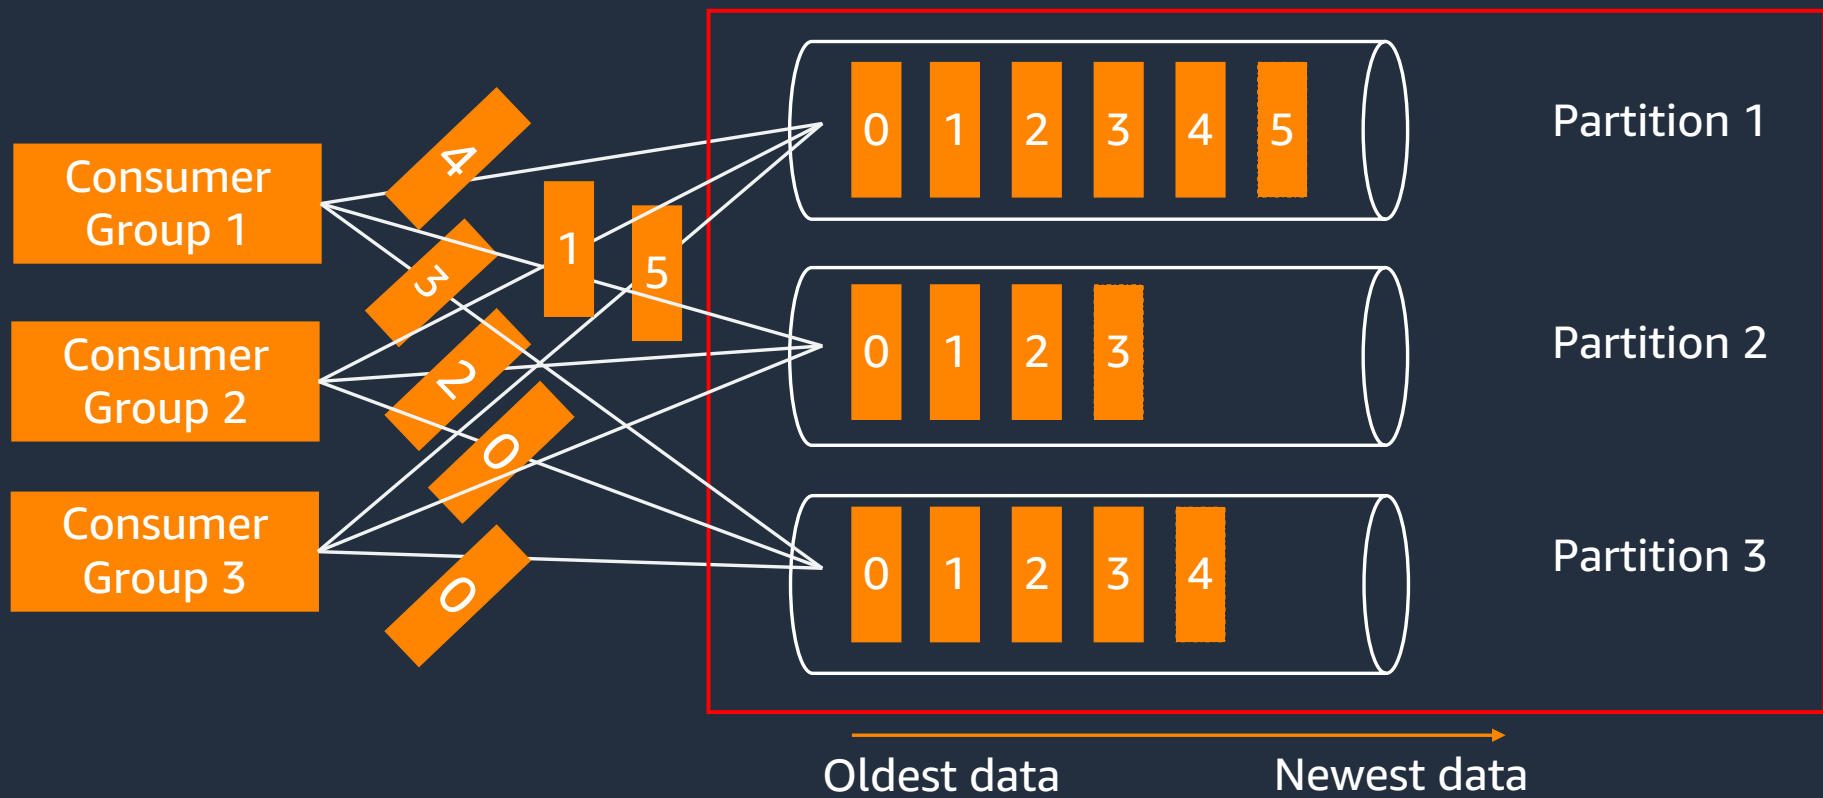 Consumer
Group 1
Consumer
Group 2
Consumer
Group 3
4
3
1
5
2
0
0
0 1 2 3 4 5
Partition 1
0 1 2 3
Partition 2
0 1 2 3 4
Partition 3
Oldest data
Newest data